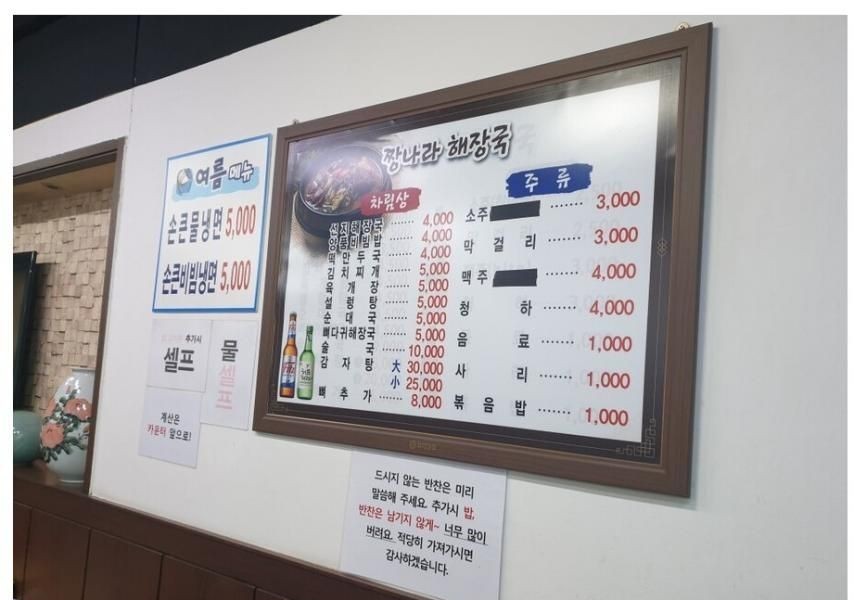 여름 메뉴
손큰물냉면 5,000
손큰비빔냉면 5,000
추가시
셀프
물
셀프
계산은
카운터 앞으로!
짱나라 해장국
차림상
선지해장국 ······ 4,000
양푼비빔밥 ······ 4,000
떡만두국 ······ 4,000
김치찌개 ······ 5,000
육개장 ······ 5,000
설렁탕 ······ 5,000
순대국 ······ 5,000
뼈다귀해장국 ······ 5,000
술국 ······ 10,000
감자탕 大 30,000
小 25,000
뼈추가 ······ 8,000
주류
소주 ······ 3,000
막걸리 ······ 3,000
맥주 ······ 4,000
청하 ······ 4,000
음료 ······ 1,000
사리 ······ 1,000
볶음밥 ······ 1,000
드시지 않는 반찬은 미리
말씀해 주세요. 추가시 밥,
반찬은 남기지 않게~ 너무 많이
버려요. 적당히 가져가시면
감사하겠습니다.